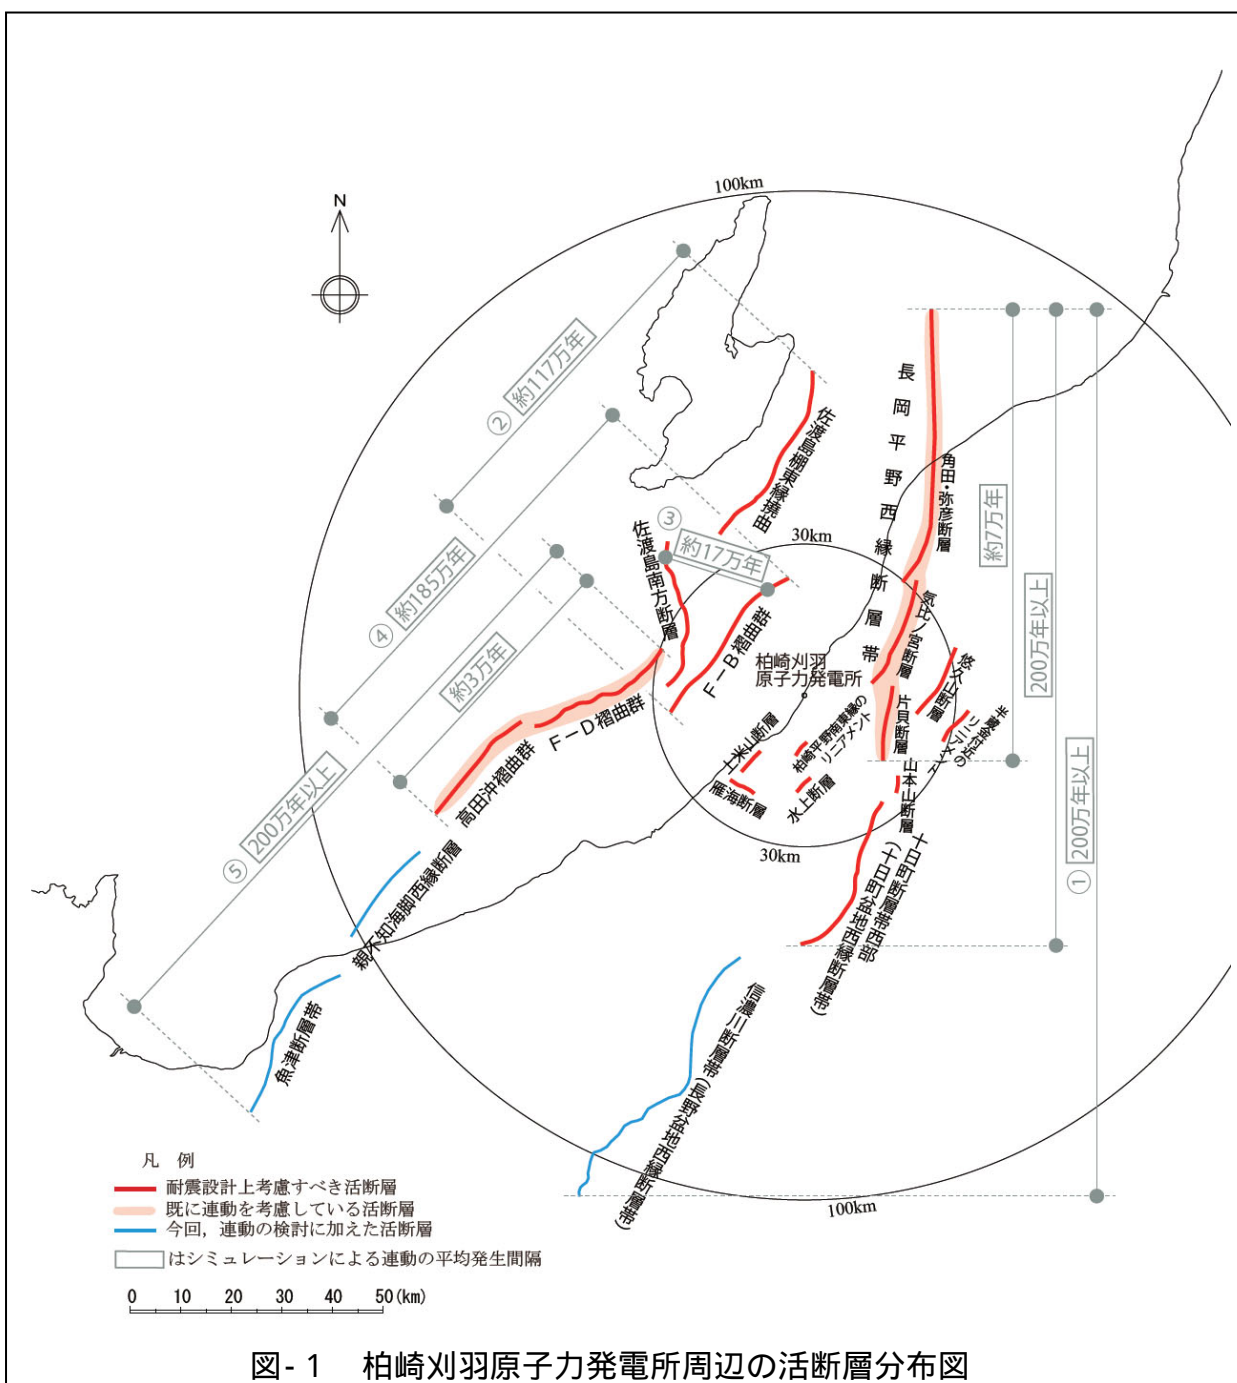 100km
N
② 約117万年
長岡平野西縁断層帯
佐渡島棚東縁撓曲
角田・弥彦断層
約7万年
③ 約17万年
30km
④ 約185万年
佐渡島南方断層
気比ノ宮断層
200万年以上
約3万年
F－B褶曲群
柏崎刈羽
原子力発電所
悠久山断層
半蔵金付近の
リニアメント
片貝断層
F－D褶曲群
上米山断層
柏崎平野南東縁の
リニアメント
高田沖褶曲群
雁海断層
水上断層
山本山断層
⑤ 200万年以上
① 200万年以上
30km
親不知海脚西縁断層
十日町断層帯西部
(十日町盆地西縁断層帯)
魚津断層帯
信濃川断層帯(長野盆地西縁断層帯)
100km
凡 例
耐震設計上考慮すべき活断層
既に連動を考慮している活断層
今回，連動の検討に加えた活断層
はシミュレーションによる連動の平均発生間隔
0 10 20 30 40 50(km)
図-1 柏崎刈羽原子力発電所周辺の活断層分布図